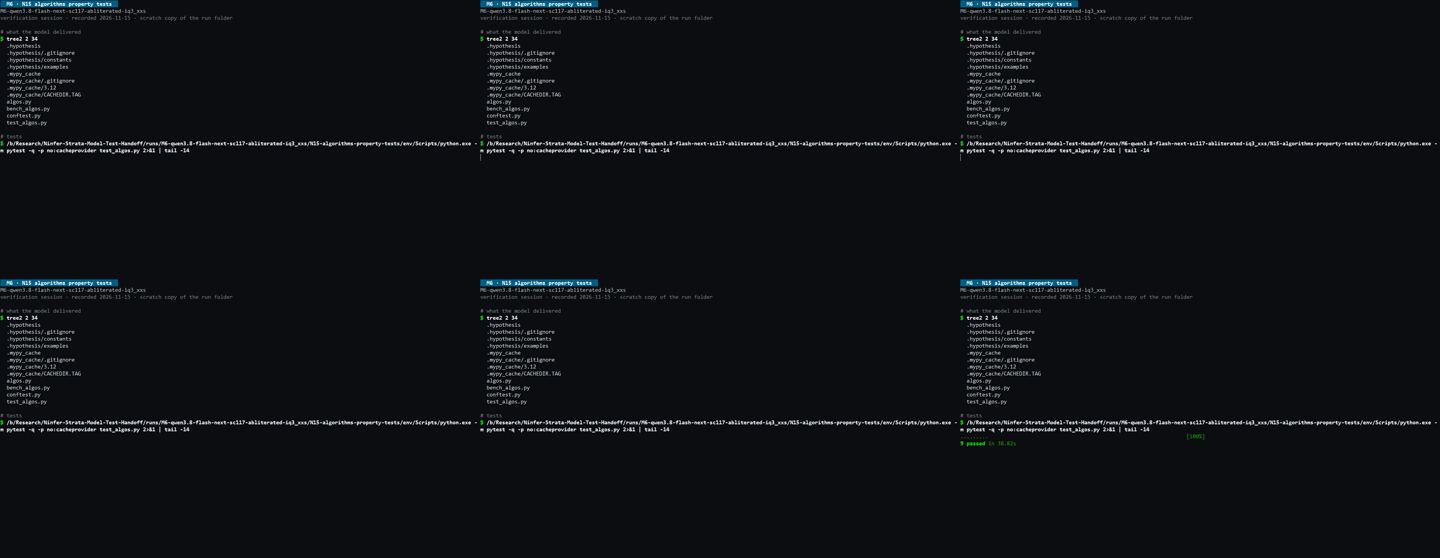 M6 · N15 algorithms property tests
M6-qwen3.8-flash-next-sc117-abliterated-iq3_xxs
verification session - recorded 2026-11-15 - scratch copy of the run folder
# what the model delivered
$ tree2 2 34
.hypothesis
.hypothesis/.gitignore
.hypothesis/constants
.hypothesis/examples
.mypy_cache
.mypy_cache/.gitignore
.mypy_cache/3.12
.mypy_cache/CACHEDIR.TAG
algos.py
bench_algos.py
conftest.py
test_algos.py
# tests
$ /b/Research/Ninfer-Strata-Model-Test-Handoff/runs/M6-qwen3.8-flash-next-sc117-abliterated-iq3_xxs/N15-algorithms-property-tests/env/Scripts/python.exe -
m pytest -q -p no:cacheprovider test_algos.py 2>&1 | tail -14
M6 · N15 algorithms property tests
M6-qwen3.8-flash-next-sc117-abliterated-iq3_xxs
verification session - recorded 2026-11-15 - scratch copy of the run folder
# what the model delivered
$ tree2 2 34
.hypothesis
.hypothesis/.gitignore
.hypothesis/constants
.hypothesis/examples
.mypy_cache
.mypy_cache/.gitignore
.mypy_cache/3.12
.mypy_cache/CACHEDIR.TAG
algos.py
bench_algos.py
conftest.py
test_algos.py
# tests
$ /b/Research/Ninfer-Strata-Model-Test-Handoff/runs/M6-qwen3.8-flash-next-sc117-abliterated-iq3_xxs/N15-algorithms-property-tests/env/Scripts/python.exe -
m pytest -q -p no:cacheprovider test_algos.py 2>&1 | tail -14
M6 · N15 algorithms property tests
M6-qwen3.8-flash-next-sc117-abliterated-iq3_xxs
verification session - recorded 2026-11-15 - scratch copy of the run folder
# what the model delivered
$ tree2 2 34
.hypothesis
.hypothesis/.gitignore
.hypothesis/constants
.hypothesis/examples
.mypy_cache
.mypy_cache/.gitignore
.mypy_cache/3.12
.mypy_cache/CACHEDIR.TAG
algos.py
bench_algos.py
conftest.py
test_algos.py
# tests
$ /b/Research/Ninfer-Strata-Model-Test-Handoff/runs/M6-qwen3.8-flash-next-sc117-abliterated-iq3_xxs/N15-algorithms-property-tests/env/Scripts/python.exe -
m pytest -q -p no:cacheprovider test_algos.py 2>&1 | tail -14
M6 · N15 algorithms property tests
M6-qwen3.8-flash-next-sc117-abliterated-iq3_xxs
verification session - recorded 2026-11-15 - scratch copy of the run folder
# what the model delivered
$ tree2 2 34
.hypothesis
.hypothesis/.gitignore
.hypothesis/constants
.hypothesis/examples
.mypy_cache
.mypy_cache/.gitignore
.mypy_cache/3.12
.mypy_cache/CACHEDIR.TAG
algos.py
bench_algos.py
conftest.py
test_algos.py
# tests
$ /b/Research/Ninfer-Strata-Model-Test-Handoff/runs/M6-qwen3.8-flash-next-sc117-abliterated-iq3_xxs/N15-algorithms-property-tests/env/Scripts/python.exe -
m pytest -q -p no:cacheprovider test_algos.py 2>&1 | tail -14
M6 · N15 algorithms property tests
M6-qwen3.8-flash-next-sc117-abliterated-iq3_xxs
verification session - recorded 2026-11-15 - scratch copy of the run folder
# what the model delivered
$ tree2 2 34
.hypothesis
.hypothesis/.gitignore
.hypothesis/constants
.hypothesis/examples
.mypy_cache
.mypy_cache/.gitignore
.mypy_cache/3.12
.mypy_cache/CACHEDIR.TAG
algos.py
bench_algos.py
conftest.py
test_algos.py
# tests
$ /b/Research/Ninfer-Strata-Model-Test-Handoff/runs/M6-qwen3.8-flash-next-sc117-abliterated-iq3_xxs/N15-algorithms-property-tests/env/Scripts/python.exe -
m pytest -q -p no:cacheprovider test_algos.py 2>&1 | tail -14
M6 · N15 algorithms property tests
M6-qwen3.8-flash-next-sc117-abliterated-iq3_xxs
verification session - recorded 2026-11-15 - scratch copy of the run folder
# what the model delivered
$ tree2 2 34
.hypothesis
.hypothesis/.gitignore
.hypothesis/constants
.hypothesis/examples
.mypy_cache
.mypy_cache/.gitignore
.mypy_cache/3.12
.mypy_cache/CACHEDIR.TAG
algos.py
bench_algos.py
conftest.py
test_algos.py
# tests
$ /b/Research/Ninfer-Strata-Model-Test-Handoff/runs/M6-qwen3.8-flash-next-sc117-abliterated-iq3_xxs/N15-algorithms-property-tests/env/Scripts/python.exe -
m pytest -q -p no:cacheprovider test_algos.py 2>&1 | tail -14
......... [100%]
9 passed in 38.82s